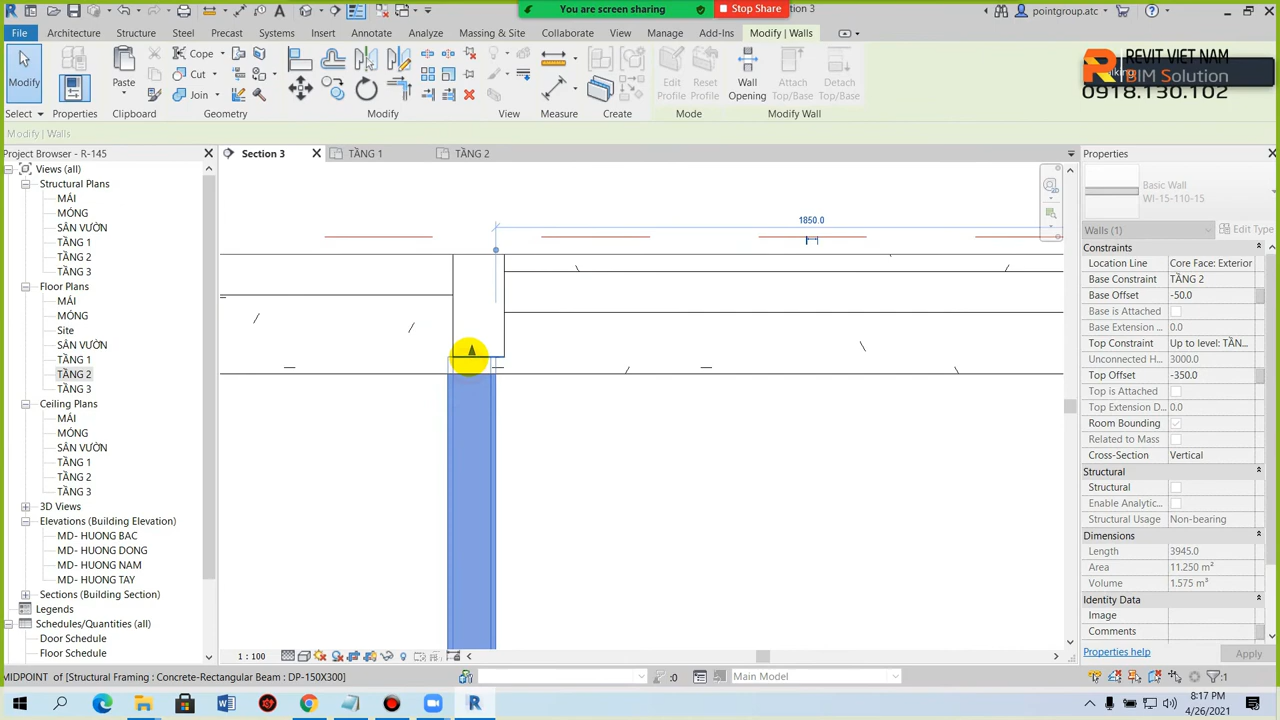 You are screen sharing
Stop Share
ction 3
pointgroup.atc
File
Architecture
Structure
Steel
Precast
Systems
Insert
Annotate
Analyze
Massing & Site
Collaborate
View
Manage
Add-Ins
Modify | Walls
REVIT VIET NAM
BIM Solution
0918.130.102
Modify
Paste
Cope
Cut
Join
Edit Profile
Reset Profile
Wall Opening
Attach Top/Base
Detach Top/Base
Select
Properties
Clipboard
Geometry
Modify
View
Measure
Create
Mode
Modify Wall
Modify | Walls
Project Browser - R-145
Section 3
TẦNG 1
TẦNG 2
Properties
Views (all)
Structural Plans
MÁI
MÓNG
SÂN VƯỜN
TẦNG 1
TẦNG 2
TẦNG 3
Floor Plans
MÁI
MÓNG
Site
SÂN VƯỜN
TẦNG 1
TẦNG 2
TẦNG 3
Ceiling Plans
MÁI
MÓNG
SÂN VƯỜN
TẦNG 1
TẦNG 2
TẦNG 3
3D Views
Elevations (Building Elevation)
MD- HUONG BAC
MD- HUONG DONG
MD- HUONG NAM
MD- HUONG TAY
Sections (Building Section)
Legends
Schedules/Quantities (all)
Door Schedule
Floor Schedule
1850.0
Basic Wall
WI-15-110-15
Walls (1)
Edit Type
Constraints
Location Line Core Face: Exterior
Base Constraint TẦNG 2
Base Offset -50.0
Base is Attached
Base Extension 0.0
Top Constraint Up to level: TẦN...
Unconnected H 3000.0
Top Offset -350.0
Top is Attached
Top Extension D... 0.0
Room Bounding
Related to Mass
Cross-Section Vertical
Structural
Structural
Enable Analytic...
Structural Usage Non-bearing
Dimensions
Length 3945.0
Area 11.250 m²
Volume 1.575 m³
Identity Data
Image
Comments
Properties help
Apply
1 : 100
MIDPOINT of [Structural Framing : Concrete-Rectangular Beam : DP-150X300]
:0
Main Model
:1
8:17 PM
4/26/2021